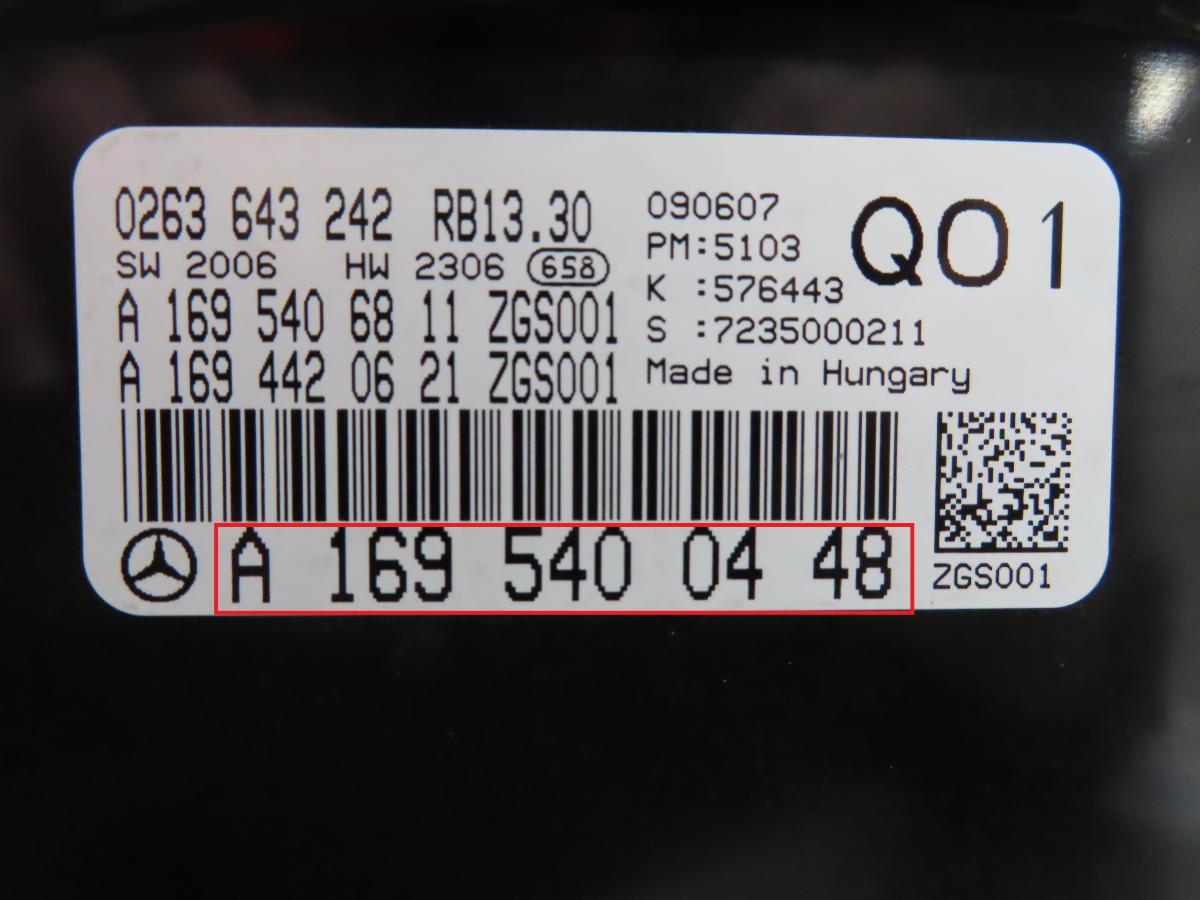 0263 643 242 RB13.30
SW 2006 HW 2306 658
A 169 540 68 11 ZGS001
A 169 442 06 21 ZGS001
090607
PM:5103
K :576443
S :7235000211
Made in Hungary
Q01
A 169 540 04 48
ZGS001